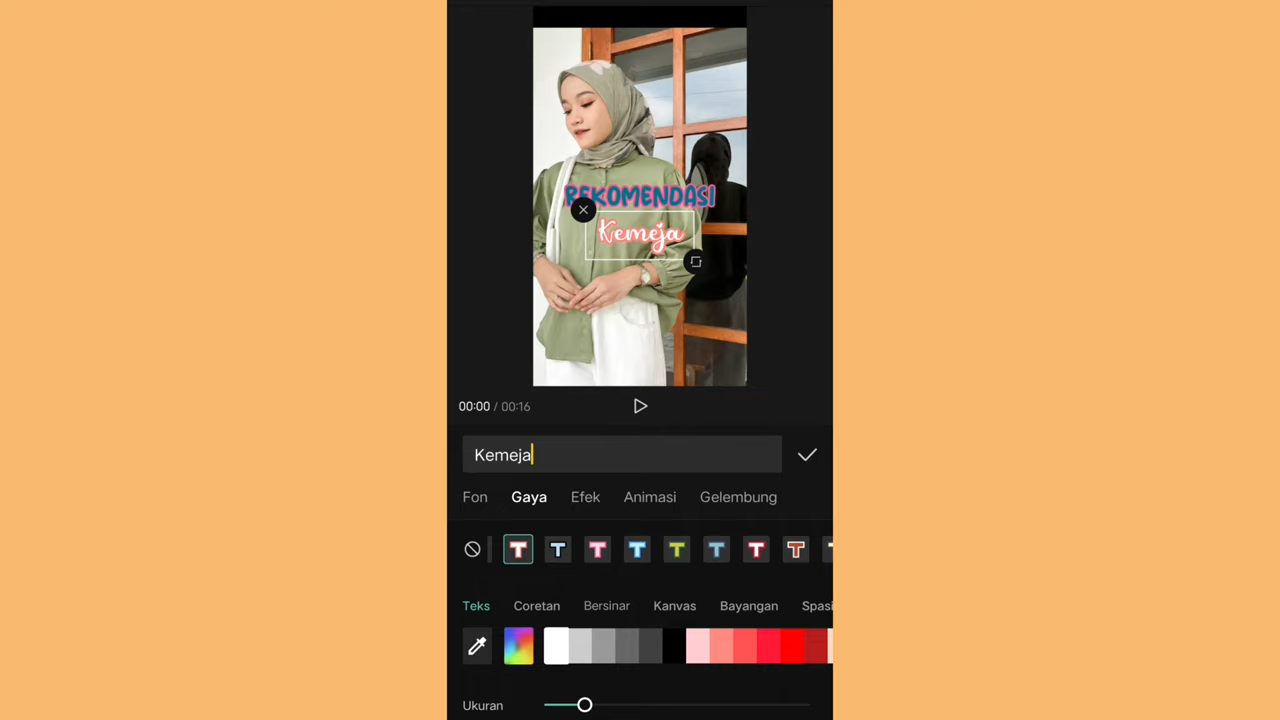 REKOMENDASI
Kemeja
00:00 / 00:16
Kemeja
Fon Gaya Efek Animasi Gelembung
T T T T T T T T
Teks Coretan Bersinar Kanvas Bayangan Spasi
Ukuran